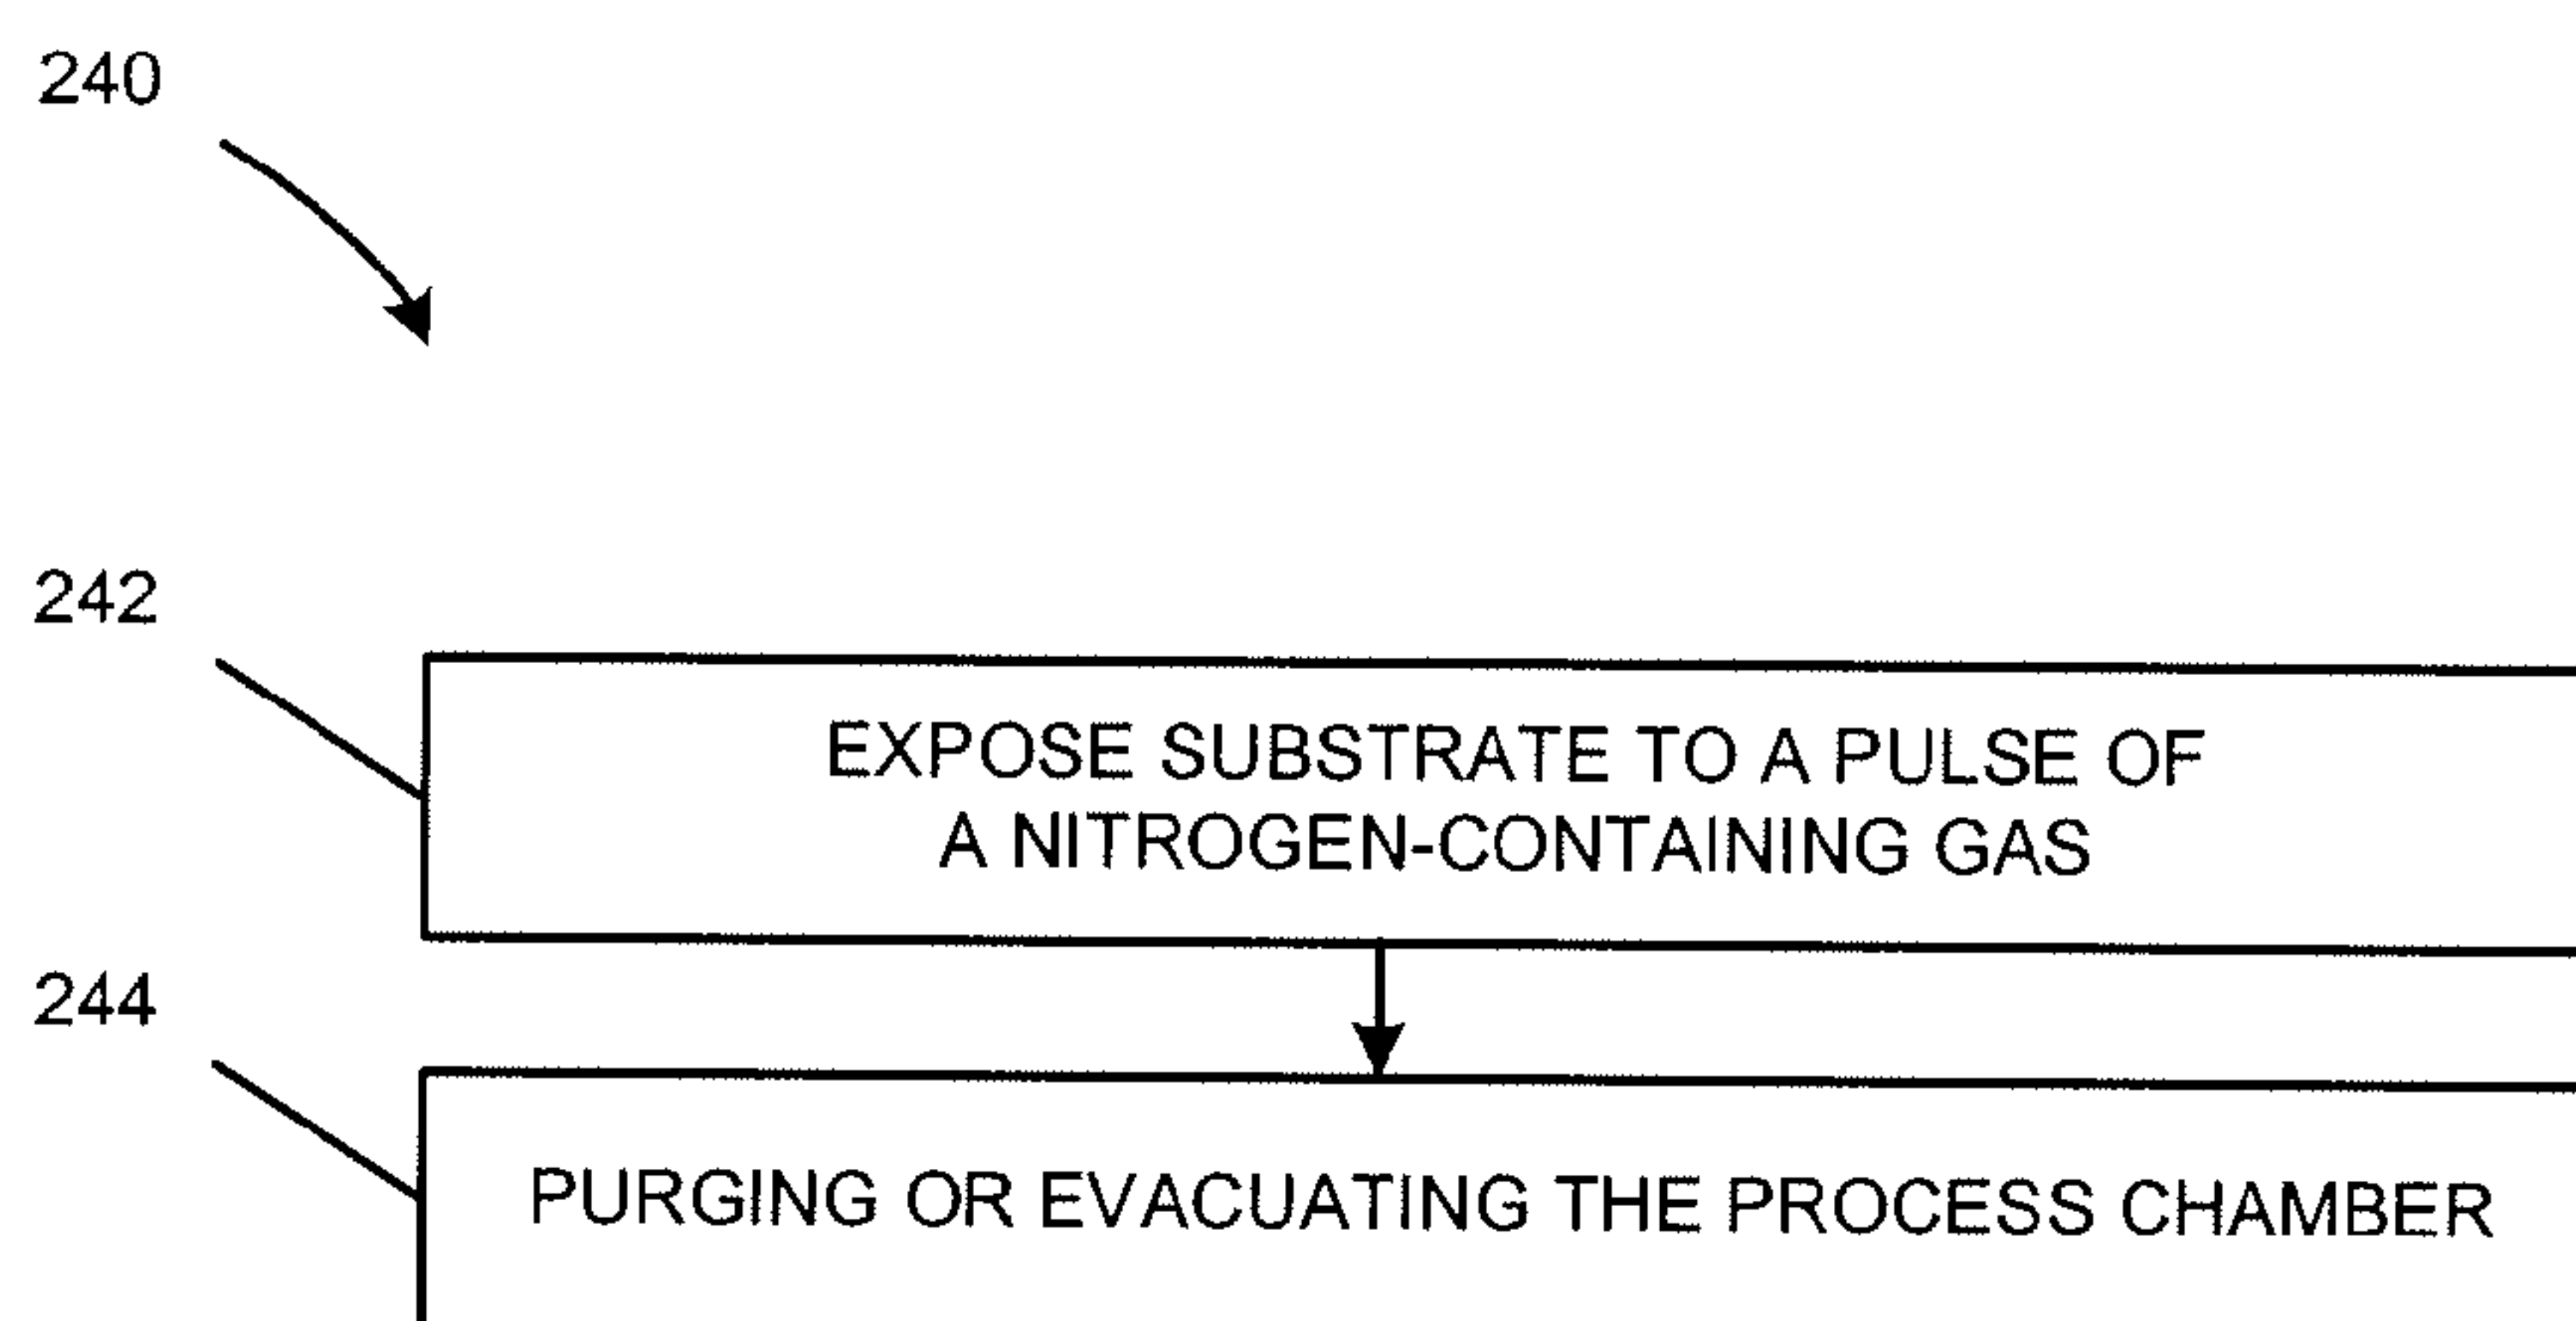 240
242
EXPOSE SUBSTRATE TO A PULSE OF
A NITROGEN-CONTAINING GAS
244
PURGING OR EVACUATING THE PROCESS CHAMBER